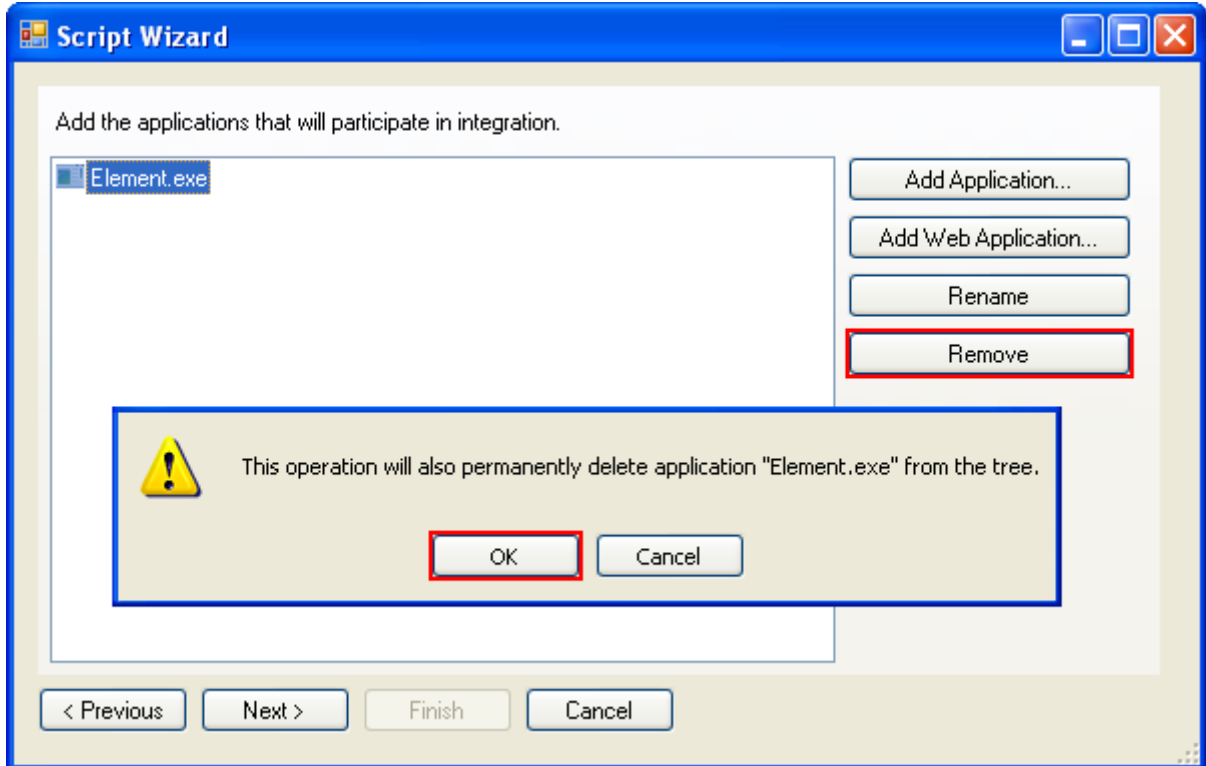 Script Wizard
Add the applications that will participate in integration.
Element.exe
Add Application...
Add Web Application...
Rename
Remove
This operation will also permanently delete application "Element.exe" from the tree.
OK
Cancel
< Previous
Next >
Finish
Cancel